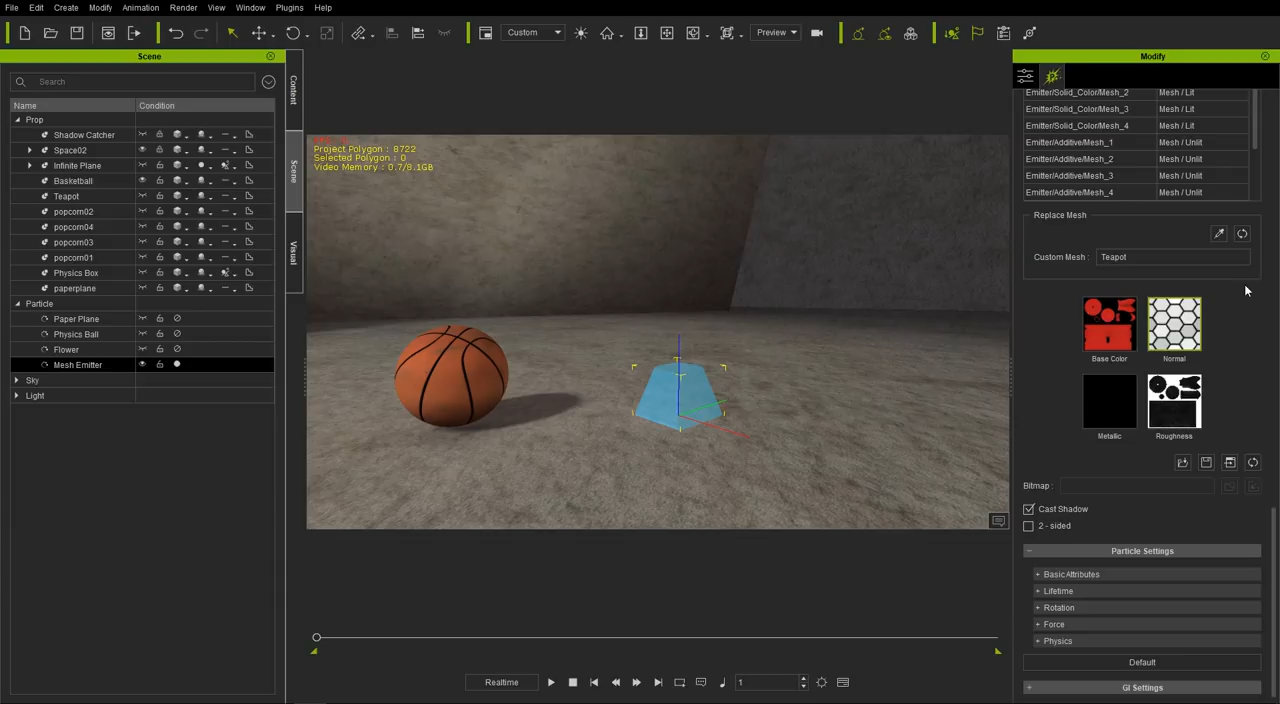 File Edit Create Modify Animation Render View Window Plugins Help
Custom
Preview
Scene
Search
Name Condition
Prop
Shadow Catcher
Space02
Infinite Plane
Basketball
Teapot
popcorn02
popcorn04
popcorn03
popcorn01
Physics Box
paperplane
Particle
Paper Plane
Physics Ball
Flower
Mesh Emitter
Sky
Light
Content
Scene
Visual
Project Polygon : 8722
Selected Polygon : 0
Video Memory : 0.7/8.1GB
Realtime
1
Modify
Emitter/Solid_Color/Mesh_2 Mesh / Lit
Emitter/Solid_Color/Mesh_3 Mesh / Lit
Emitter/Solid_Color/Mesh_4 Mesh / Lit
Emitter/Additive/Mesh_1 Mesh / Unlit
Emitter/Additive/Mesh_2 Mesh / Unlit
Emitter/Additive/Mesh_3 Mesh / Unlit
Emitter/Additive/Mesh_4 Mesh / Unlit
Replace Mesh
Custom Mesh : Teapot
Base Color Normal
Metallic Roughness
Bitmap :
Cast Shadow
2 - sided
Particle Settings
Basic Attributes
Lifetime
Rotation
Force
Physics
Default
GI Settings